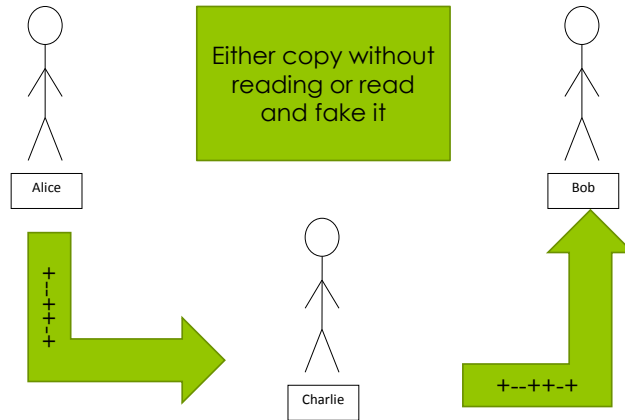 Either copy without
reading or read
and fake it
Alice
Bob
+--++-+
Charlie
+--++-+